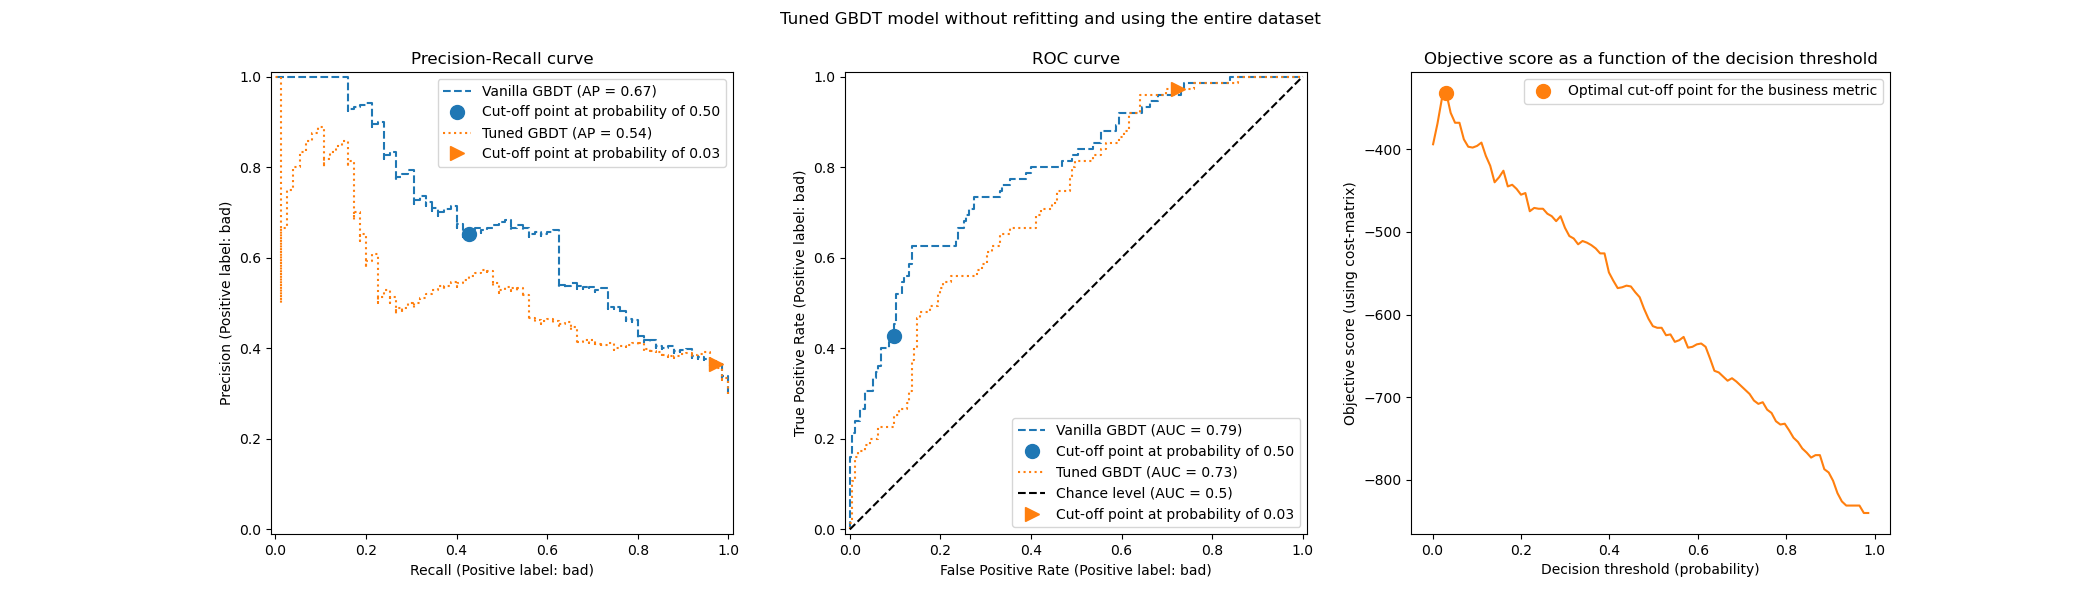 Tuned GBDT model without refitting and using the entire dataset
Precision-Recall curve
1.0
0.8
0.6
0.4
0.2
0.0
Precision (Positive label: bad)
Vanilla GBDT (AP = 0.67)
Cut-off point at probability of 0.50
Tuned GBDT (AP = 0.54)
Cut-off point at probability of 0.03
0.0 0.2 0.4 0.6 0.8 1.0
Recall (Positive label: bad)
ROC curve
1.0
0.8
0.6
0.4
0.2
0.0
True Positive Rate (Positive label: bad)
Vanilla GBDT (AUC = 0.79)
Cut-off point at probability of 0.50
Tuned GBDT (AUC = 0.73)
Chance level (AUC = 0.5)
Cut-off point at probability of 0.03
0.0 0.2 0.4 0.6 0.8 1.0
False Positive Rate (Positive label: bad)
Objective score as a function of the decision threshold
−400
−500
−600
−700
−800
Objective score (using cost-matrix)
Optimal cut-off point for the business metric
0.0 0.2 0.4 0.6 0.8 1.0
Decision threshold (probability)